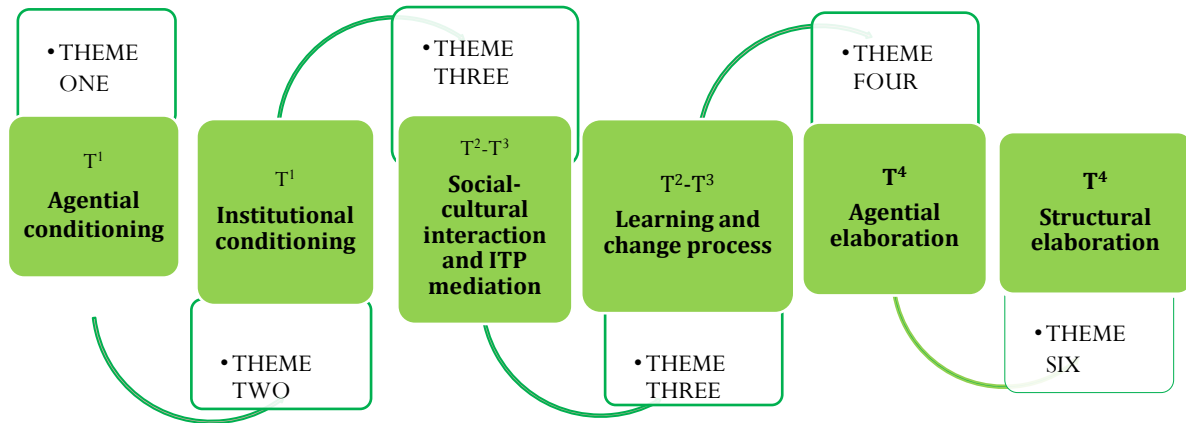 • THEME
ONE
T¹
Agential
conditioning
T¹
Institutional
conditioning
• THEME
TWO
• THEME
THREE
T²-T³
Social-
cultural
interaction
and ITP
mediation
T²-T³
Learning and
change process
• THEME
THREE
• THEME
FOUR
T⁴
Agential
elaboration
T⁴
Structural
elaboration
• THEME
SIX